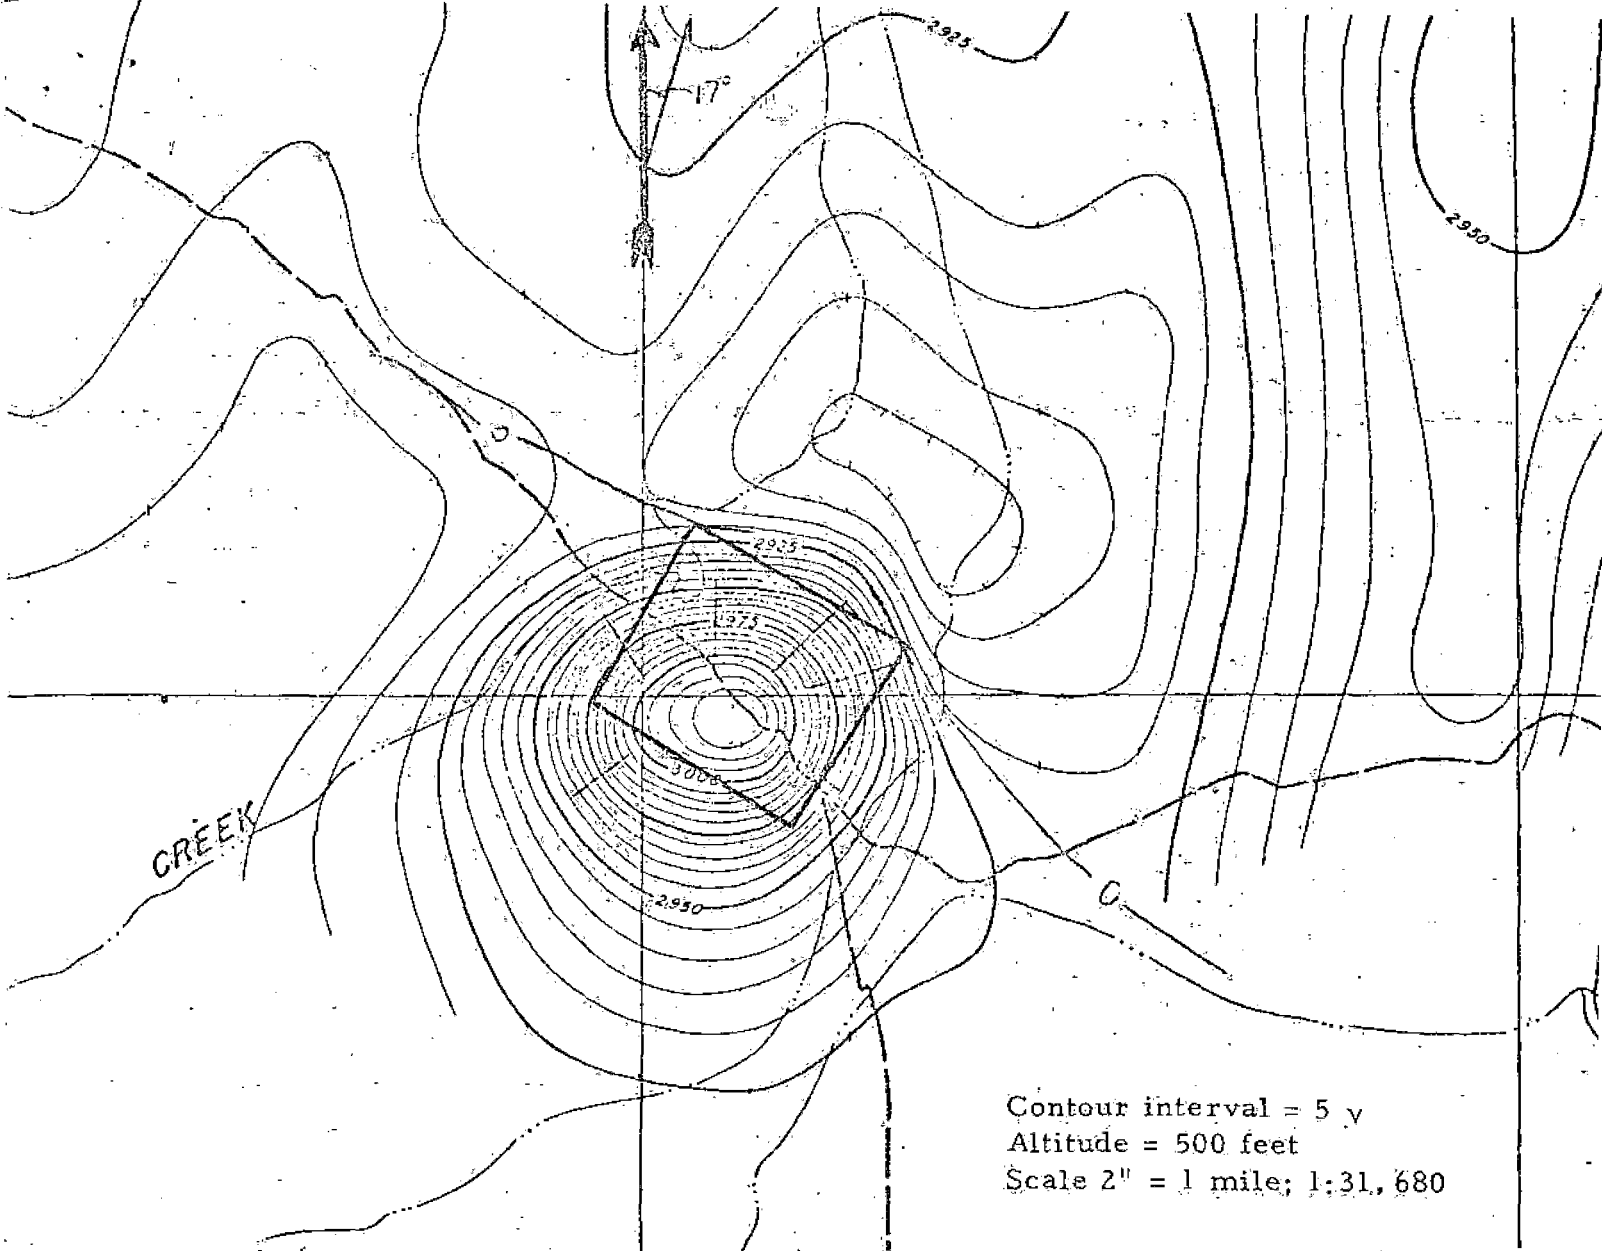 2925
17°
2950
2925
2975
3000
CREEK
2950
Contour interval = 5 γ
Altitude = 500 feet
Scale 2" = 1 mile; 1:31,680